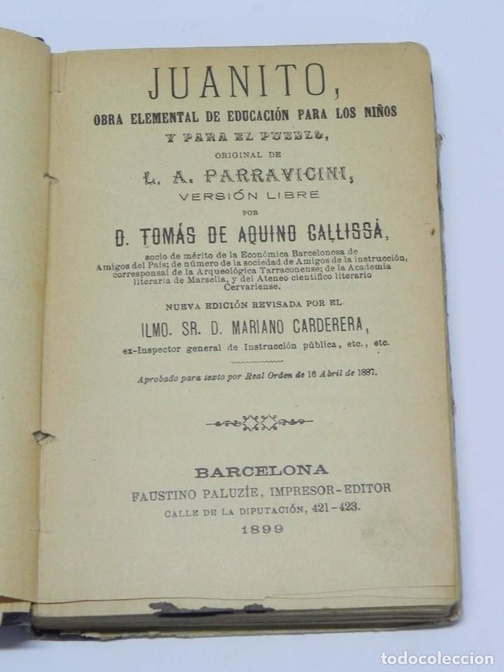 JUANITO,
OBRA ELEMENTAL DE EDUCACIÓN PARA LOS NIÑOS
Y PARA EL PUEBLO,
ORIGINAL DE
L. A. PARRAVICINI,
VERSIÓN LIBRE
POR
D. TOMÁS DE AQUINO GALLISSÁ,
socio de mérito de la Económica Barcelonesa de
Amigos del País; de número de la sociedad de Amigos de la instrucción,
corresponsal de la Arqueológica Tarraconense; de la Academia
literaria de Marsella, y del Ateneo científico literario
Cervariense.
NUEVA EDICIÓN REVISADA POR EL
ILMO. SR. D. MARIANO CARDERERA,
ex-Inspector general de Instrucción pública, etc., etc.
Aprobado para texto por Real Orden de 16 Abril de 1887.
BARCELONA
FAUSTINO PALUZÍE, IMPRESOR-EDITOR
CALLE DE LA DIPUTACIÓN, 421-423.
1899
todocoleccion